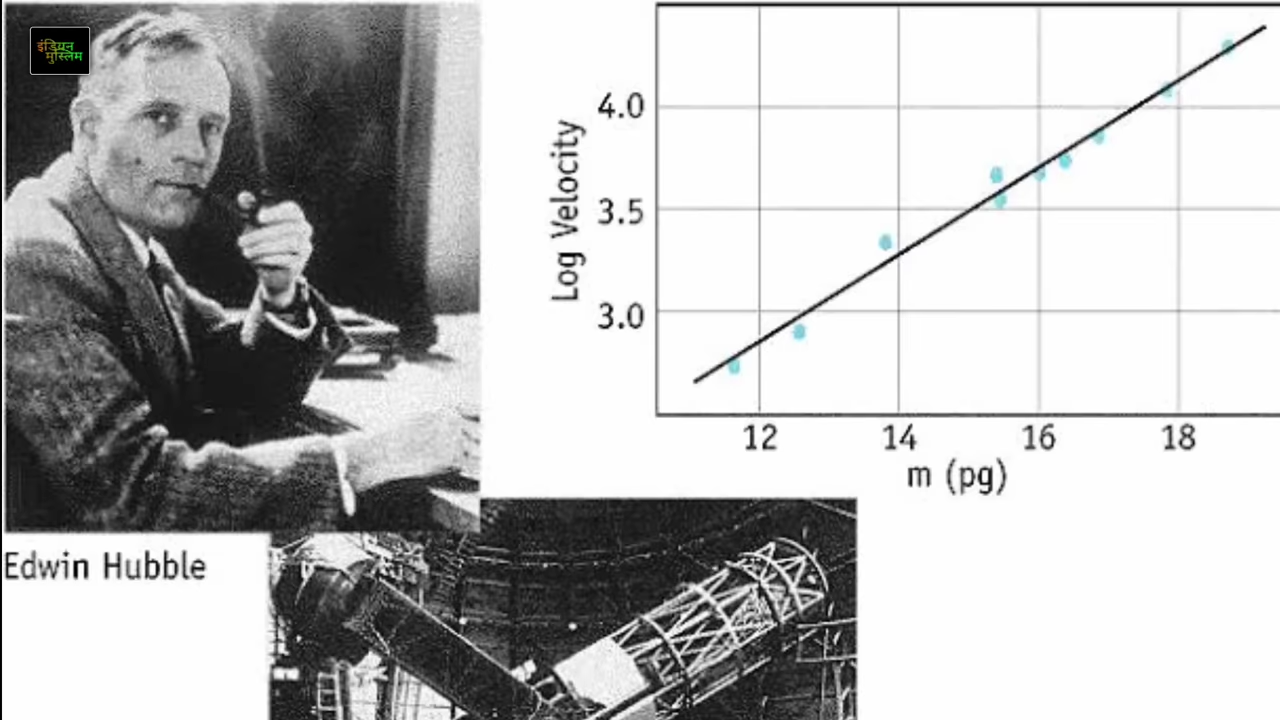 इंडियन
मुस्लिम
Log Velocity
4.0
3.5
3.0
12 14 16 18
m (pg)
Edwin Hubble